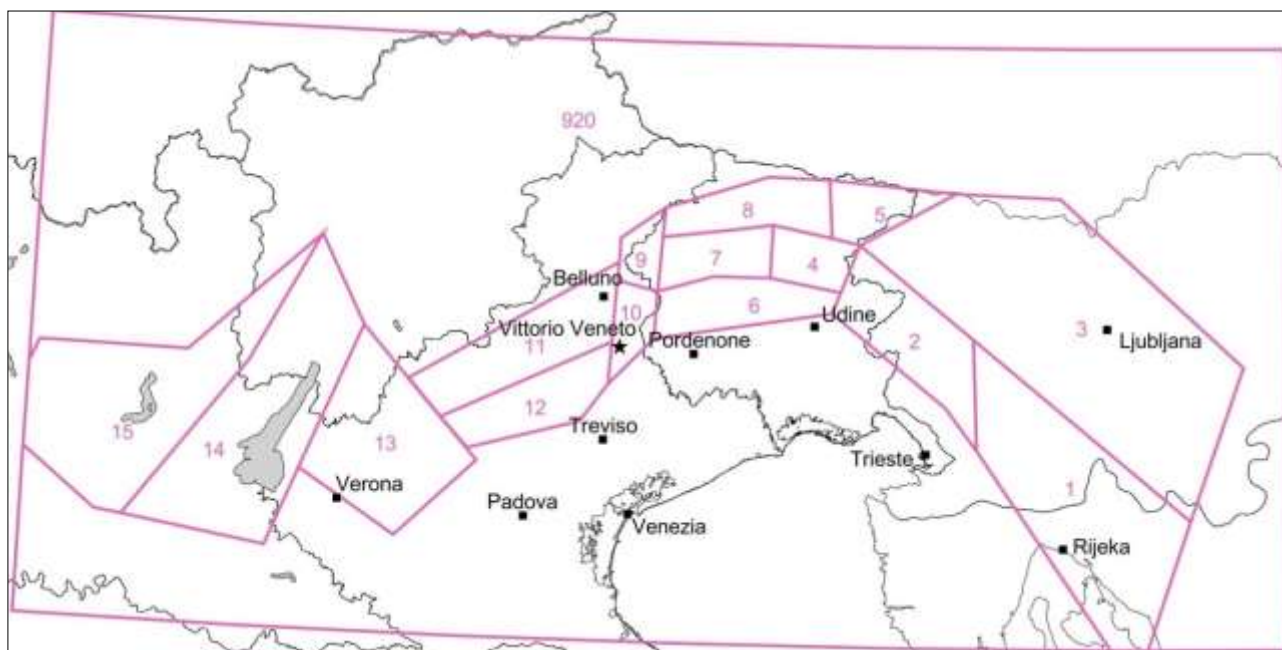 920
8
5
9
7
4
Belluno
10
6
Udine
Vittorio Veneto
2
3
11
Pordenone
Ljubljana
12
15
14
13
Treviso
Trieste
Verona
1
Padova
Venezia
Rijeka